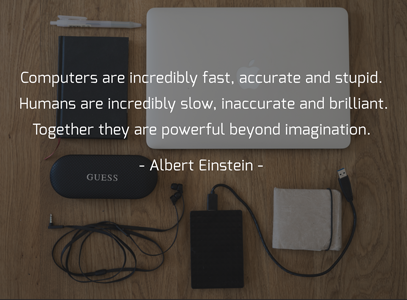 Computers are incredibly fast, accurate and stupid.
Humans are incredibly slow, inaccurate and brilliant.
Together they are powerful beyond imagination.
- Albert Einstein -
GUESS